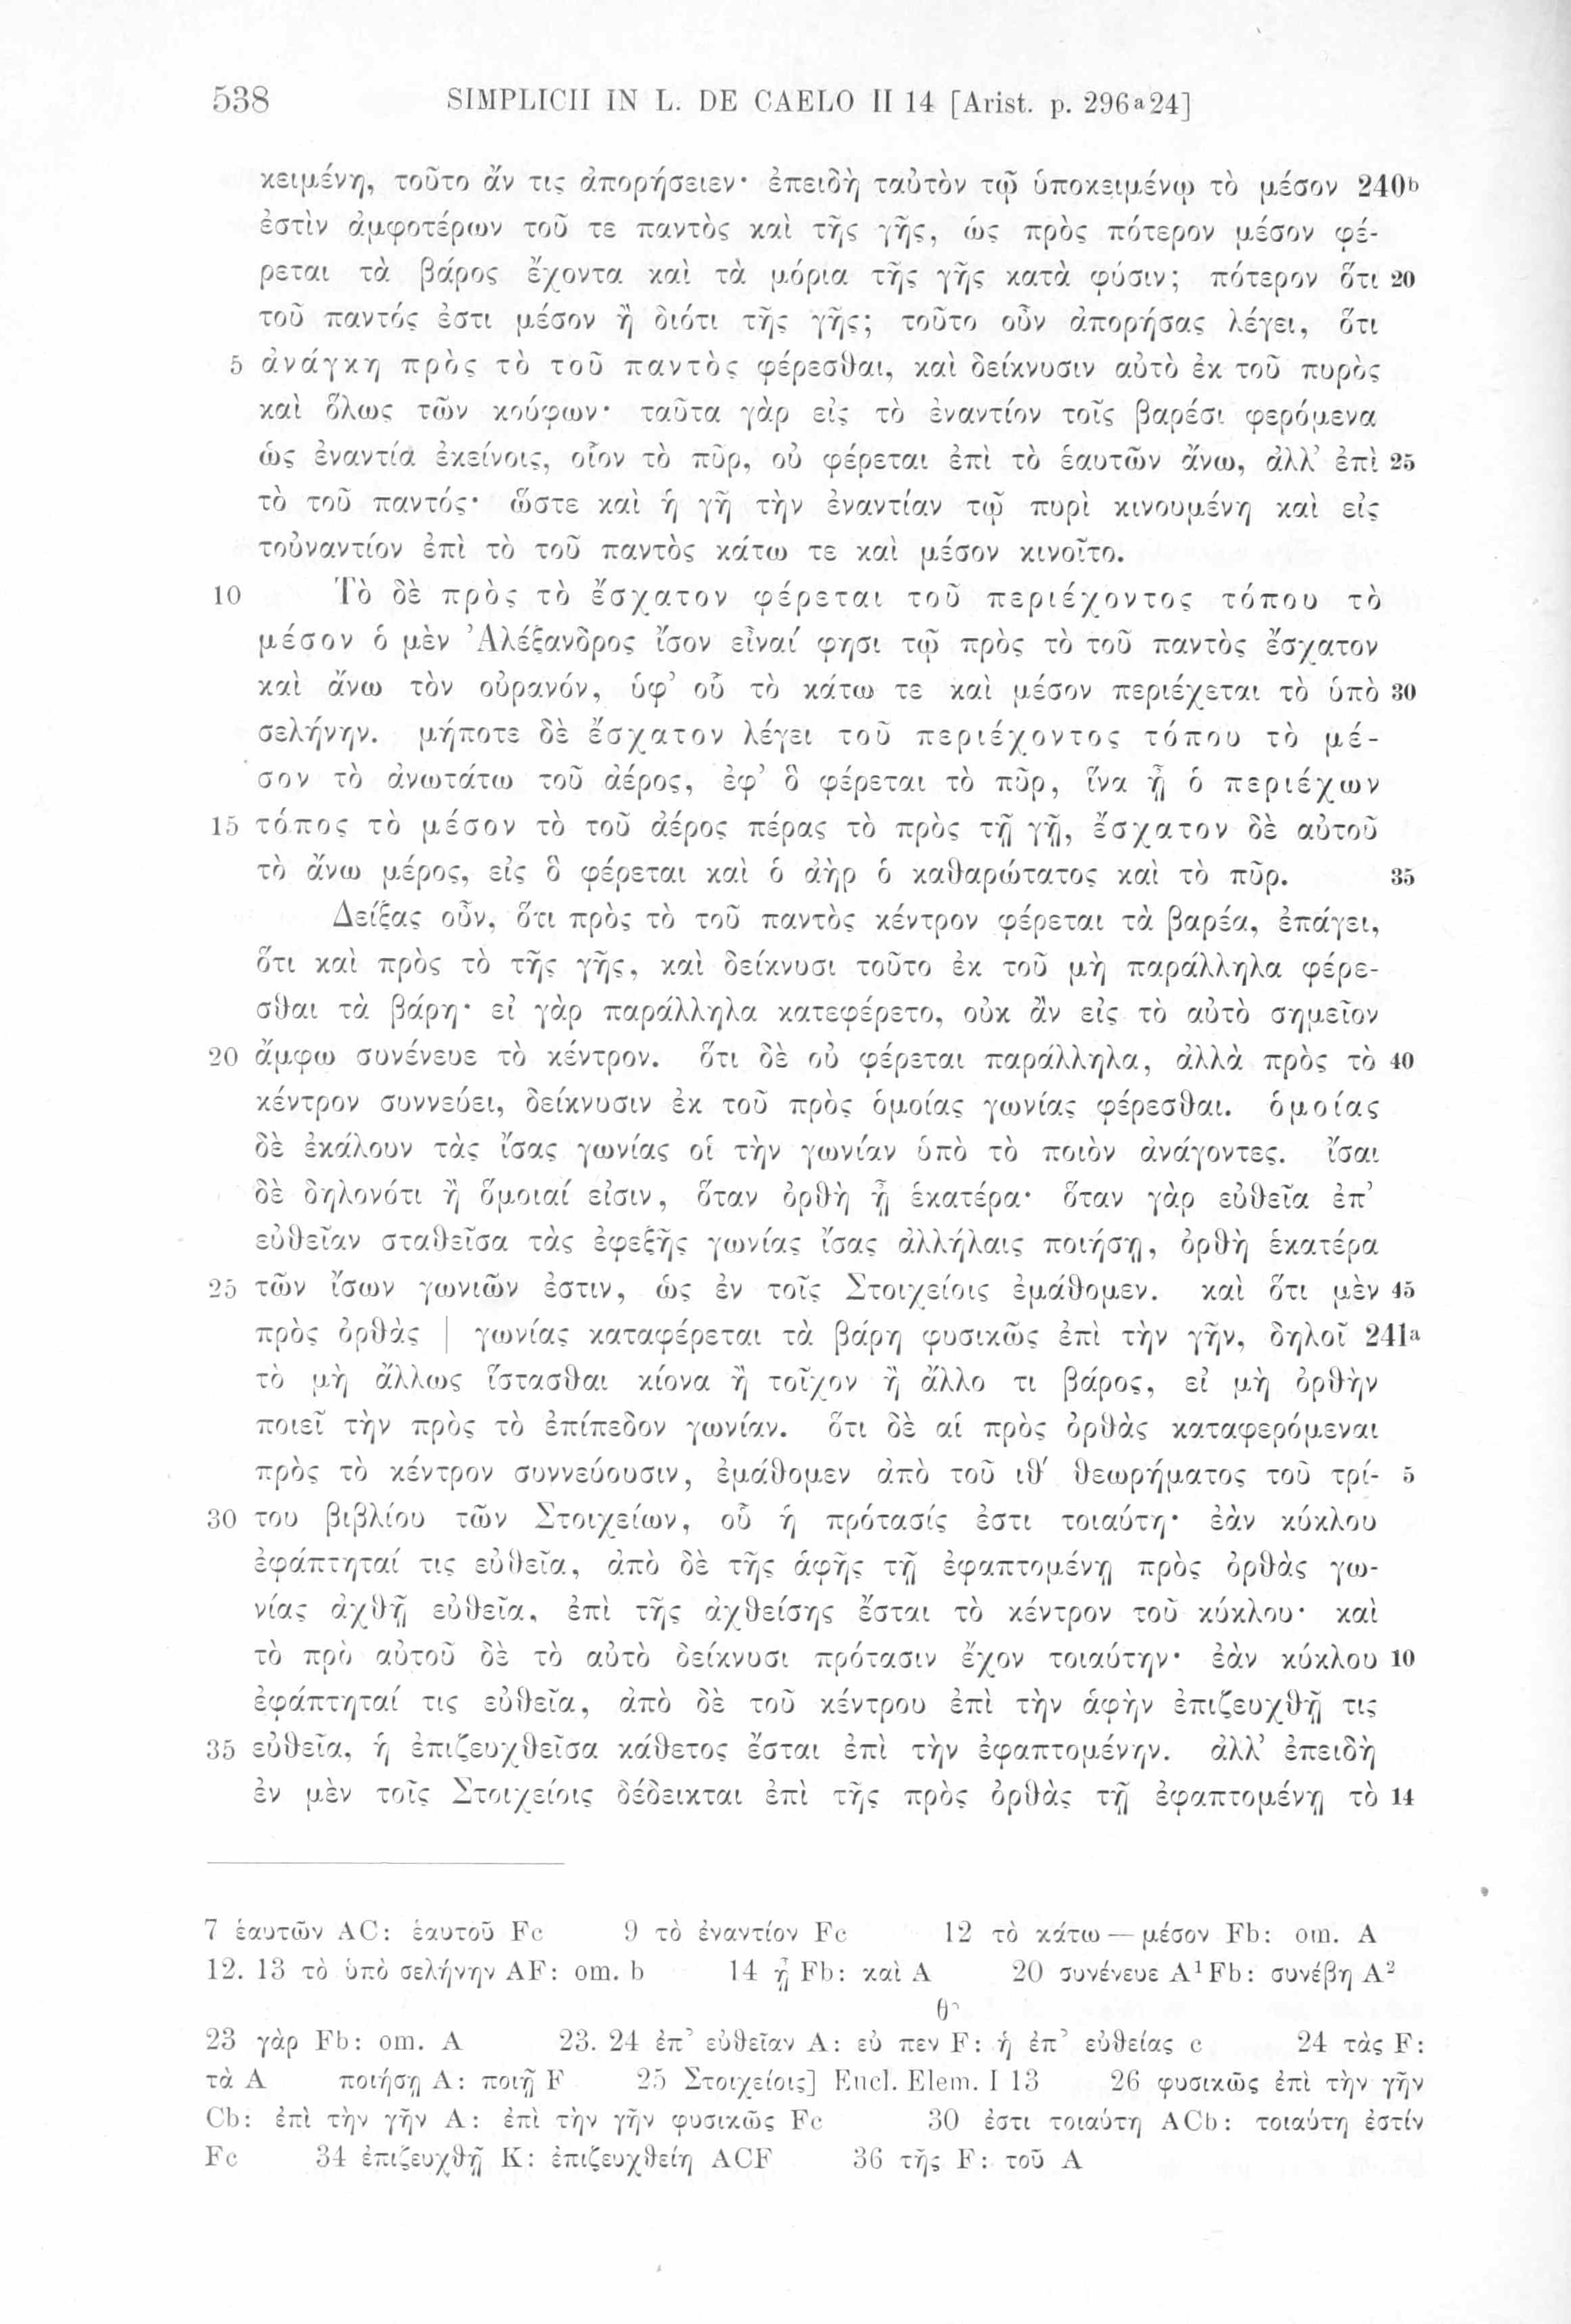 538 SIMPLICII IN L. DE CAELO II 14 [Arist. p. 296ª24]
κειμένη, τοῦτο ἄν τις ἀπορήσειεν· ἐπειδὴ ταὐτὸν τῷ ὑποκειμένῳ τὸ μέσον 240ᵇ
ἐστὶν ἀμφοτέρων τοῦ τε παντὸς καὶ τῆς γῆς, ὡς πρὸς πότερον μέσον φέ-
ρεται τὰ βάρος ἔχοντα καὶ τὰ μόρια τῆς γῆς κατὰ φύσιν; πότερον ὅτι 20
τοῦ παντός ἐστι μέσον ἢ διότι τῆς γῆς; τοῦτο οὖν ἀπορήσας λέγει, ὅτι
5 ἀνάγκη πρὸς τὸ τοῦ παντὸς φέρεσθαι, καὶ δείκνυσιν αὐτὸ ἐκ τοῦ πυρὸς
καὶ ὅλως τῶν κούφων· ταῦτα γὰρ εἰς τὸ ἐναντίον τοῖς βαρέσι φερόμενα
ὡς ἐναντία ἐκείνοις, οἷον τὸ πῦρ, οὐ φέρεται ἐπὶ τὸ ἑαυτῶν ἄνω, ἀλλ’ ἐπὶ 25
τὸ τοῦ παντός· ὥστε καὶ ἡ γῆ τὴν ἐναντίαν τῷ πυρὶ κινουμένη καὶ εἰς
τοὐναντίον ἐπὶ τὸ τοῦ παντὸς κάτω τε καὶ μέσον κινοῖτο.
10 Τὸ δὲ πρὸς τὸ ἔσχατον φέρεται τοῦ περιέχοντος τόπου τὸ
μέσον ὁ μὲν Ἀλέξανδρος ἴσον εἶναί φησι τῷ πρὸς τὸ τοῦ παντὸς ἔσχατον
καὶ ἄνω τὸν οὐρανόν, ὑφ’ οὗ τὸ κάτω τε καὶ μέσον περιέχεται τὸ ὑπὸ 30
σελήνην. μήποτε δὲ ἔσχατον λέγει τοῦ περιέχοντος τόπου τὸ μέ-
σον τὸ ἀνωτάτω τοῦ ἀέρος, ἐφ’ ὃ φέρεται τὸ πῦρ, ἵνα ᾖ ὁ περιέχων
15 τόπος τὸ μέσον τὸ τοῦ ἀέρος πέρας τὸ πρὸς τῇ γῇ, ἔσχατον δὲ αὐτοῦ
τὸ ἄνω μέρος, εἰς ὃ φέρεται καὶ ὁ ἀὴρ ὁ καθαρώτατος καὶ τὸ πῦρ. 35
Δείξας οὖν, ὅτι πρὸς τὸ τοῦ παντὸς κέντρον φέρεται τὰ βαρέα, ἐπάγει,
ὅτι καὶ πρὸς τὸ τῆς γῆς, καὶ δείκνυσι τοῦτο ἐκ τοῦ μὴ παράλληλα φέρε-
σθαι τὰ βάρη· εἰ γὰρ παράλληλα κατεφέρετο, οὐκ ἂν εἰς τὸ αὐτὸ σημεῖον
20 ἄμφω συνένευε τὸ κέντρον. ὅτι δὲ οὐ φέρεται παράλληλα, ἀλλὰ πρὸς τὸ 40
κέντρον συννεύει, δείκνυσιν ἐκ τοῦ πρὸς ὁμοίας γωνίας φέρεσθαι. ὁμοίας
δὲ ἐκάλουν τὰς ἴσας γωνίας οἱ τὴν γωνίαν ὑπὸ τὸ ποιὸν ἀνάγοντες. ἴσαι
δὲ δηλονότι ἢ ὅμοιαί εἰσιν, ὅταν ὀρθὴ ᾖ ἑκατέρα· ὅταν γὰρ εὐθεῖα ἐπ’
εὐθεῖαν σταθεῖσα τὰς ἐφεξῆς γωνίας ἴσας ἀλλήλαις ποιήσῃ, ὀρθὴ ἑκατέρα
25 τῶν ἴσων γωνιῶν ἐστιν, ὡς ἐν τοῖς Στοιχείοις ἐμάθομεν. καὶ ὅτι μὲν 45
πρὸς ὀρθὰς | γωνίας καταφέρεται τὰ βάρη φυσικῶς ἐπὶ τὴν γῆν, δηλοῖ 241ª
τὸ μὴ ἄλλως ἵστασθαι κίονα ἢ τοῖχον ἢ ἄλλο τι βάρος, εἰ μὴ ὀρθὴν
ποιεῖ τὴν πρὸς τὸ ἐπίπεδον γωνίαν. ὅτι δὲ αἱ πρὸς ὀρθὰς καταφερόμεναι
πρὸς τὸ κέντρον συννεύουσιν, ἐμάθομεν ἀπὸ τοῦ ιθ′ θεωρήματος τοῦ τρί- 5
30 του βιβλίου τῶν Στοιχείων, οὗ ἡ πρότασίς ἐστι τοιαύτη· ἐὰν κύκλου
ἐφάπτηταί τις εὐθεῖα, ἀπὸ δὲ τῆς ἁφῆς τῇ ἐφαπτομένῃ πρὸς ὀρθὰς γω-
νίας ἀχθῇ εὐθεῖα, ἐπὶ τῆς ἀχθείσης ἔσται τὸ κέντρον τοῦ κύκλου· καὶ
τὸ πρὸ αὐτοῦ δὲ τὸ αὐτὸ δείκνυσι πρότασιν ἔχον τοιαύτην· ἐὰν κύκλου 10
ἐφάπτηταί τις εὐθεῖα, ἀπὸ δὲ τοῦ κέντρου ἐπὶ τὴν ἁφὴν ἐπιζευχθῇ τις
35 εὐθεῖα, ἡ ἐπιζευχθεῖσα κάθετος ἔσται ἐπὶ τὴν ἐφαπτομένην. ἀλλ’ ἐπειδὴ
ἐν μὲν τοῖς Στοιχείοις δέδεικται ἐπὶ τῆς πρὸς ὀρθὰς τῇ ἐφαπτομένῃ τὸ 14
7 ἑαυτῶν AC: ἑαυτοῦ Fc 9 τὸ ἐναντίον Fc 12 τὸ κάτω — μέσον Fb: om. A
12. 13 τὸ ὑπὸ σελήνην AF: om. b 14 ᾖ Fb: καὶ A 20 συνένευε A¹Fb: συνέβη A²
23 γὰρ Fb: om. A 23. 24 ἐπ’ εὐθεῖαν A: εὐ πεν F: ἡ ἐπ’ εὐθείας c 24 τὰς F:
τὰ A ποιήσῃ A: ποιῇ F 25 Στοιχείοις] Eucl. Elem. I 13 26 φυσικῶς ἐπὶ τὴν γῆν
Cb: ἐπὶ τὴν γῆν A: ἐπὶ τὴν γῆν φυσικῶς Fc 30 ἐστι τοιαύτη ACb: τοιαύτη ἐστίν
Fc 34 ἐπιζευχθῇ K: ἐπιζευχθείη ACF 36 τῆς F: τοῦ A